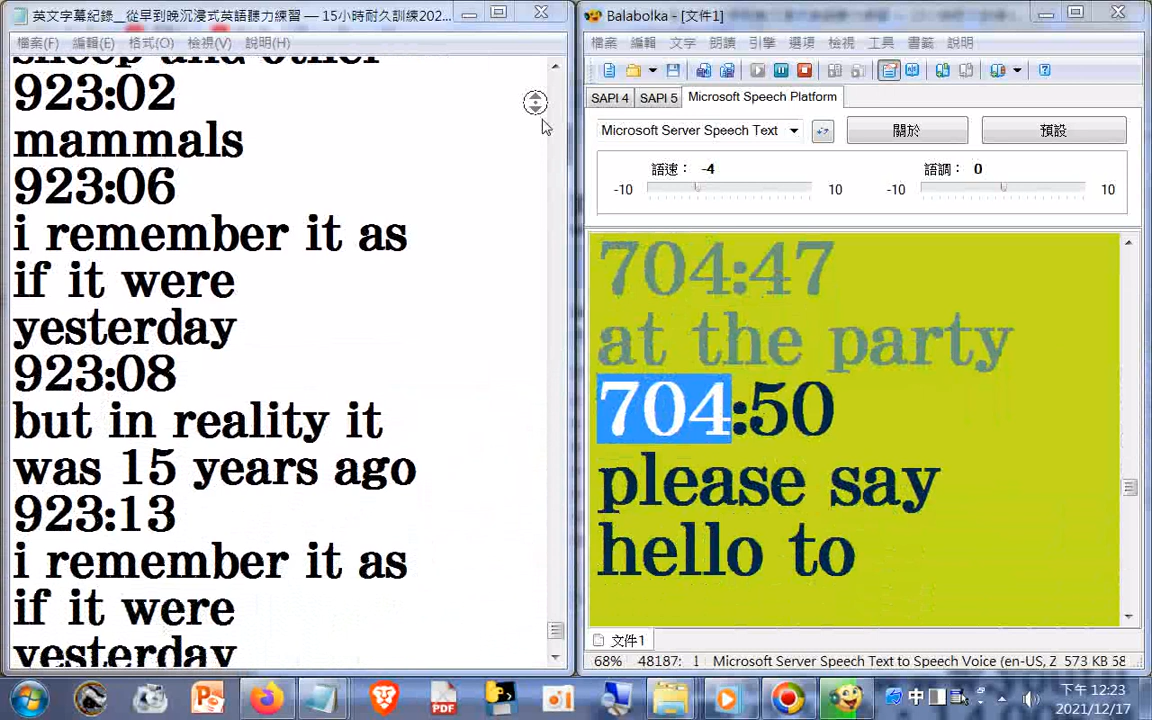 英文字幕紀錄__從早到晚沉浸式英語聽力練習 — 15小時耐久訓練202...
檔案(F) 編輯(E) 格式(O) 檢視(V) 說明(H)
sheep and other
923:02
mammals
923:06
i remember it as
if it were
yesterday
923:08
but in reality it
was 15 years ago
923:13
i remember it as
if it were
yesterday
Balabolka - [文件1]
檔案 編輯 文字 朗讀 引擎 選項 檢視 工具 書籤 說明
SAPI 4 SAPI 5 Microsoft Speech Platform
Microsoft Server Speech Text 關於 預設
語速： -4 語調： 0
-10 10 -10 10
704:47
at the party
704:50
please say
hello to
文件1
68% 48187: 1 Microsoft Server Speech Text to Speech Voice (en-US, Z 573 KB 58
中 下午 12:23
2021/12/17